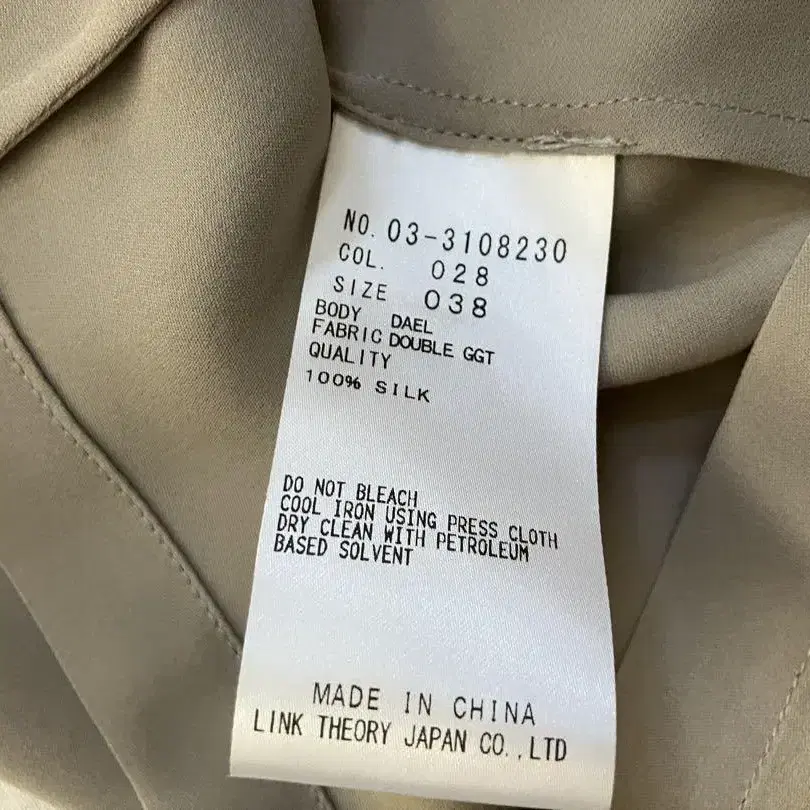 NO. 03-3108230
COL. 028
SIZE 038
BODY DAEL
FABRIC DOUBLE GGT
QUALITY
100% SILK
DO NOT BLEACH
COOL IRON USING PRESS CLOTH
DRY CLEAN WITH PETROLEUM
BASED SOLVENT
MADE IN CHINA
LINK THEORY JAPAN CO.,LTD